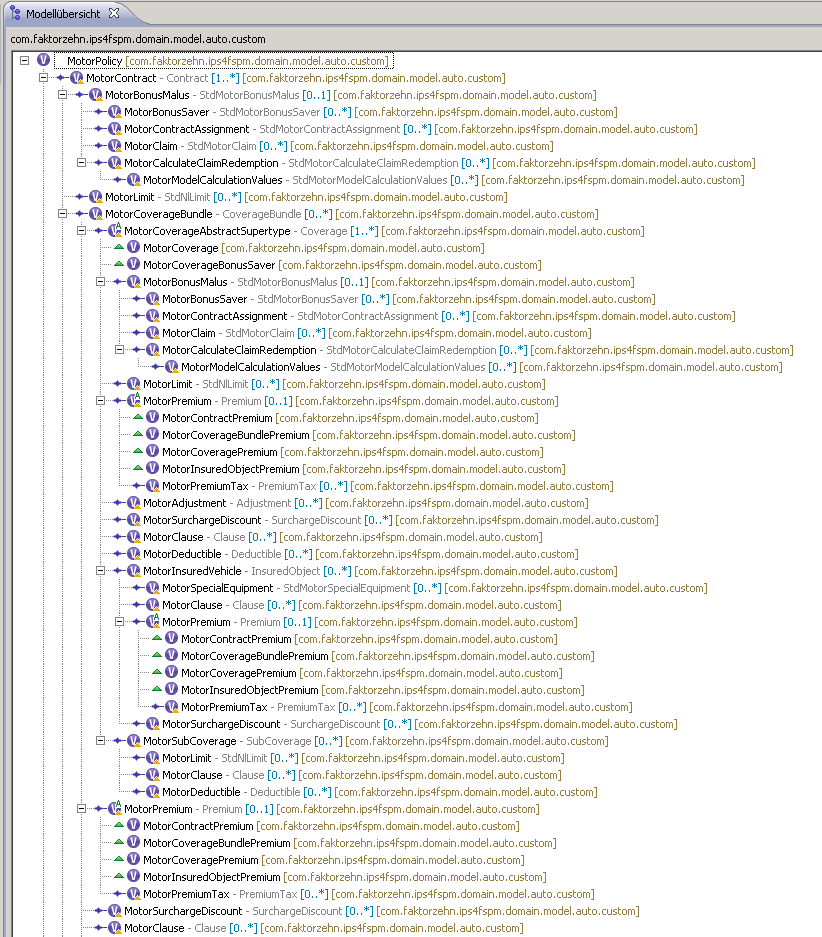 Modellübersicht
com.faktorzehn.ips4fspm.domain.model.auto.custom
MotorPolicy [com.faktorzehn.ips4fspm.domain.model.auto.custom]
MotorContract - Contract [1..*] [com.faktorzehn.ips4fspm.domain.model.auto.custom]
MotorBonusMalus - StdMotorBonusMalus [0..1] [com.faktorzehn.ips4fspm.domain.model.auto.custom]
MotorBonusSaver - StdMotorBonusSaver [0..*] [com.faktorzehn.ips4fspm.domain.model.auto.custom]
MotorContractAssignment - StdMotorContractAssignment [0..*] [com.faktorzehn.ips4fspm.domain.model.auto.custom]
MotorClaim - StdMotorClaim [0..*] [com.faktorzehn.ips4fspm.domain.model.auto.custom]
MotorCalculateClaimRedemption - StdMotorCalculateClaimRedemption [0..*] [com.faktorzehn.ips4fspm.domain.model.auto.custom]
MotorModelCalculationValues - StdMotorModelCalculationValues [0..*] [com.faktorzehn.ips4fspm.domain.model.auto.custom]
MotorLimit - StdNlLimit [0..*] [com.faktorzehn.ips4fspm.domain.model.auto.custom]
MotorCoverageBundle - CoverageBundle [0..*] [com.faktorzehn.ips4fspm.domain.model.auto.custom]
MotorCoverageAbstractSupertype - Coverage [1..*] [com.faktorzehn.ips4fspm.domain.model.auto.custom]
MotorCoverage [com.faktorzehn.ips4fspm.domain.model.auto.custom]
MotorCoverageBonusSaver [com.faktorzehn.ips4fspm.domain.model.auto.custom]
MotorBonusMalus - StdMotorBonusMalus [0..1] [com.faktorzehn.ips4fspm.domain.model.auto.custom]
MotorBonusSaver - StdMotorBonusSaver [0..*] [com.faktorzehn.ips4fspm.domain.model.auto.custom]
MotorContractAssignment - StdMotorContractAssignment [0..*] [com.faktorzehn.ips4fspm.domain.model.auto.custom]
MotorClaim - StdMotorClaim [0..*] [com.faktorzehn.ips4fspm.domain.model.auto.custom]
MotorCalculateClaimRedemption - StdMotorCalculateClaimRedemption [0..*] [com.faktorzehn.ips4fspm.domain.model.auto.custom]
MotorModelCalculationValues - StdMotorModelCalculationValues [0..*] [com.faktorzehn.ips4fspm.domain.model.auto.custom]
MotorLimit - StdNlLimit [0..*] [com.faktorzehn.ips4fspm.domain.model.auto.custom]
MotorPremium - Premium [0..1] [com.faktorzehn.ips4fspm.domain.model.auto.custom]
MotorContractPremium [com.faktorzehn.ips4fspm.domain.model.auto.custom]
MotorCoverageBundlePremium [com.faktorzehn.ips4fspm.domain.model.auto.custom]
MotorCoveragePremium [com.faktorzehn.ips4fspm.domain.model.auto.custom]
MotorInsuredObjectPremium [com.faktorzehn.ips4fspm.domain.model.auto.custom]
MotorPremiumTax - PremiumTax [0..*] [com.faktorzehn.ips4fspm.domain.model.auto.custom]
MotorAdjustment - Adjustment [0..*] [com.faktorzehn.ips4fspm.domain.model.auto.custom]
MotorSurchargeDiscount - SurchargeDiscount [0..*] [com.faktorzehn.ips4fspm.domain.model.auto.custom]
MotorClause - Clause [0..*] [com.faktorzehn.ips4fspm.domain.model.auto.custom]
MotorDeductible - Deductible [0..*] [com.faktorzehn.ips4fspm.domain.model.auto.custom]
MotorInsuredVehicle - InsuredObject [0..*] [com.faktorzehn.ips4fspm.domain.model.auto.custom]
MotorSpecialEquipment - StdMotorSpecialEquipment [0..*] [com.faktorzehn.ips4fspm.domain.model.auto.custom]
MotorClause - Clause [0..*] [com.faktorzehn.ips4fspm.domain.model.auto.custom]
MotorPremium - Premium [0..1] [com.faktorzehn.ips4fspm.domain.model.auto.custom]
MotorContractPremium [com.faktorzehn.ips4fspm.domain.model.auto.custom]
MotorCoverageBundlePremium [com.faktorzehn.ips4fspm.domain.model.auto.custom]
MotorCoveragePremium [com.faktorzehn.ips4fspm.domain.model.auto.custom]
MotorInsuredObjectPremium [com.faktorzehn.ips4fspm.domain.model.auto.custom]
MotorPremiumTax - PremiumTax [0..*] [com.faktorzehn.ips4fspm.domain.model.auto.custom]
MotorSurchargeDiscount - SurchargeDiscount [0..*] [com.faktorzehn.ips4fspm.domain.model.auto.custom]
MotorSubCoverage - SubCoverage [0..*] [com.faktorzehn.ips4fspm.domain.model.auto.custom]
MotorLimit - StdNlLimit [0..*] [com.faktorzehn.ips4fspm.domain.model.auto.custom]
MotorClause - Clause [0..*] [com.faktorzehn.ips4fspm.domain.model.auto.custom]
MotorDeductible - Deductible [0..*] [com.faktorzehn.ips4fspm.domain.model.auto.custom]
MotorPremium - Premium [0..1] [com.faktorzehn.ips4fspm.domain.model.auto.custom]
MotorContractPremium [com.faktorzehn.ips4fspm.domain.model.auto.custom]
MotorCoverageBundlePremium [com.faktorzehn.ips4fspm.domain.model.auto.custom]
MotorCoveragePremium [com.faktorzehn.ips4fspm.domain.model.auto.custom]
MotorInsuredObjectPremium [com.faktorzehn.ips4fspm.domain.model.auto.custom]
MotorPremiumTax - PremiumTax [0..*] [com.faktorzehn.ips4fspm.domain.model.auto.custom]
MotorSurchargeDiscount - SurchargeDiscount [0..*] [com.faktorzehn.ips4fspm.domain.model.auto.custom]
MotorClause - Clause [0..*] [com.faktorzehn.ips4fspm.domain.model.auto.custom]